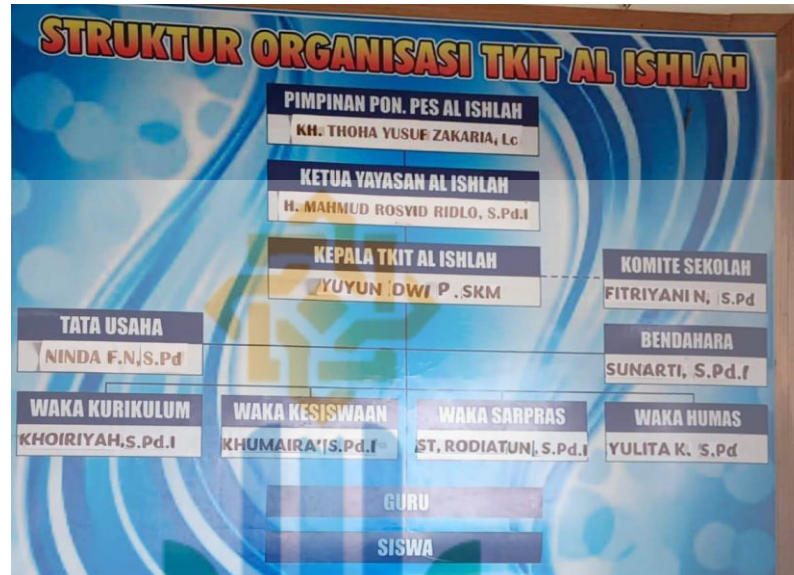 STRUKTUR ORGANISASI TKIT AL ISHLAH
PIMPINAN PON. PES AL ISHLAH
KH. THOHA YUSUF ZAKARIA, Lc
KETUA YAYASAN AL ISHLAH
H. MAHMUD ROSYID RIDLO, S.Pd.I
KEPALA TKIT AL ISHLAH
YUYUN DWI P. SKM
KOMITE SEKOLAH
FITRIYANI N, S.Pd
TATA USAHA
NINDA F.N,S.Pd
BENDAHARA
SUNARTI, S.Pd.I
WAKA KURIKULUM
KHOIRIYAH,S.Pd.I
WAKA KESISWAAN
KHUMAIRA' S.Pd.I
WAKA SARPRAS
ST, RODIATUN, S.Pd.I
WAKA HUMAS
YULITA K. S.Pd
GURU
SISWA